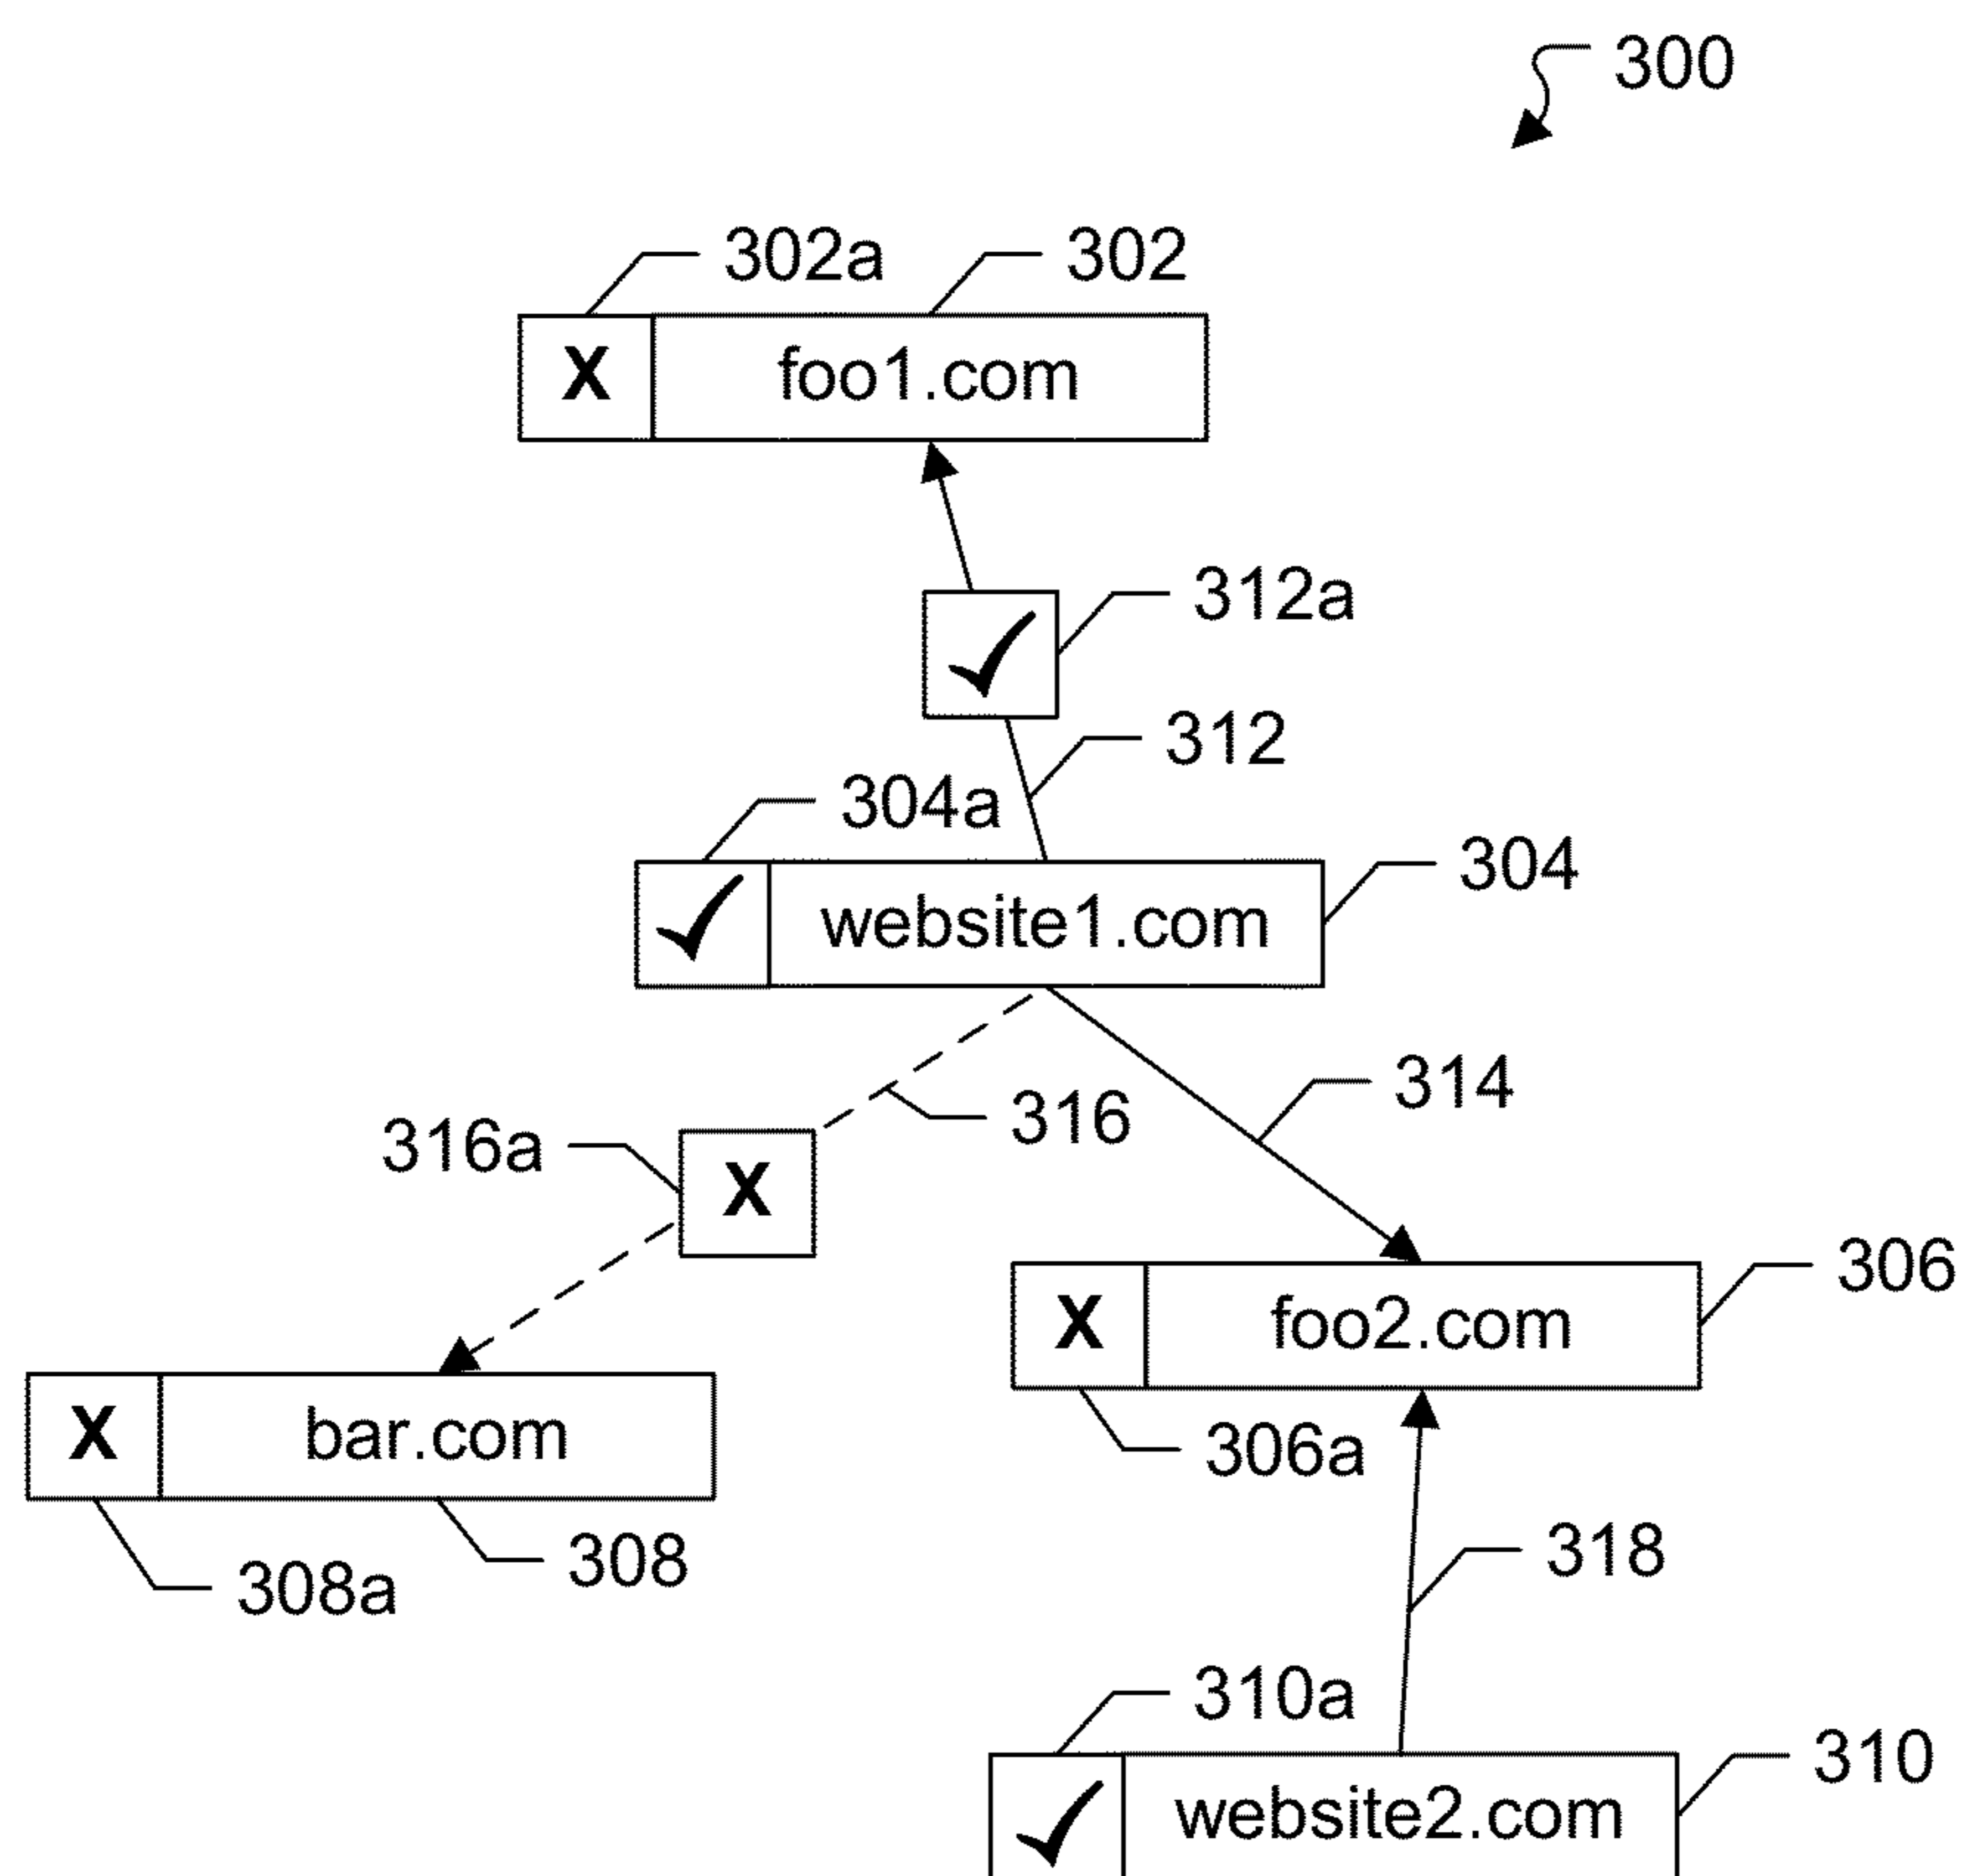 300
302a 302
X foo1.com
312a
312
304a
304
✓ website1.com
314
316
316a
X
306
X foo2.com
306a
X bar.com
308
308a
318
310a
310
✓ website2.com